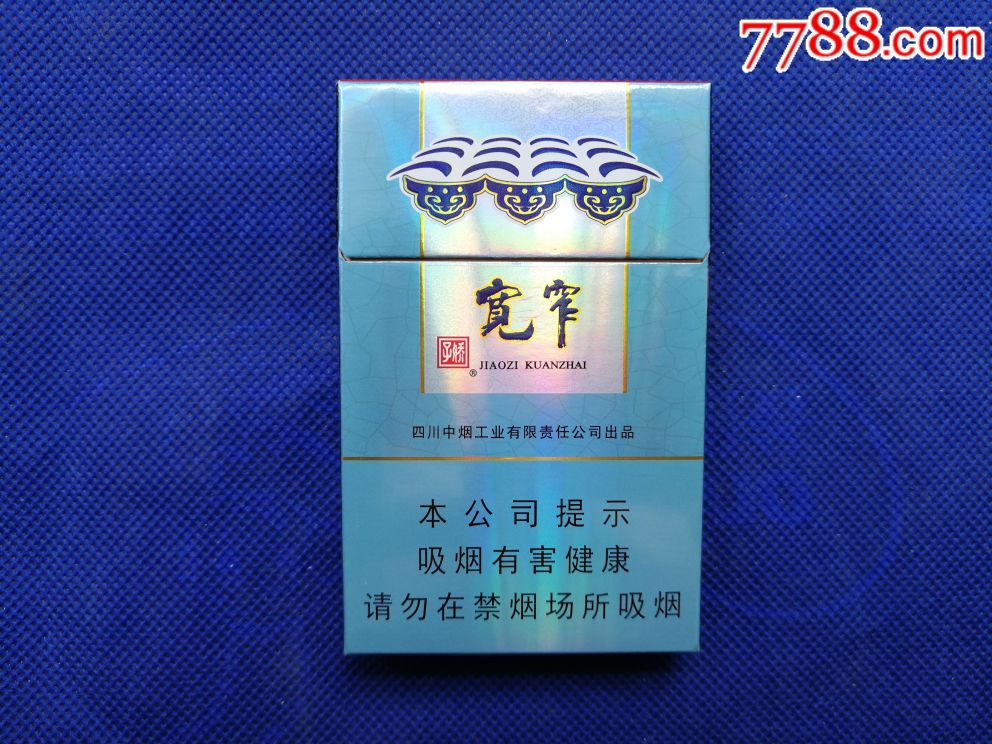 7788.com
宽窄
娇子
® JIAOZI KUANZHAI
四川中烟工业有限责任公司出品
本公司提示
吸烟有害健康
请勿在禁烟场所吸烟